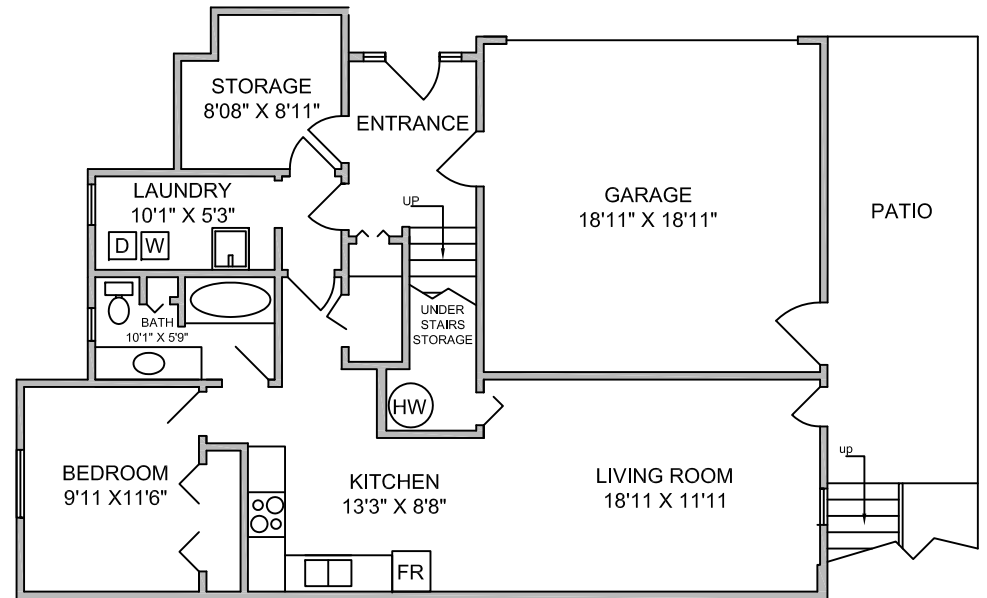 STORAGE
8'08" X 8'11"
ENTRANCE
LAUNDRY
10'1" X 5'3"
D W
UP
GARAGE
18'11" X 18'11"
PATIO
BATH
10'1" X 5'9"
UNDER
STAIRS
STORAGE
HW
BEDROOM
9'11 X11'6"
KITCHEN
13'3" X 8'8"
FR
LIVING ROOM
18'11 X 11'11
up